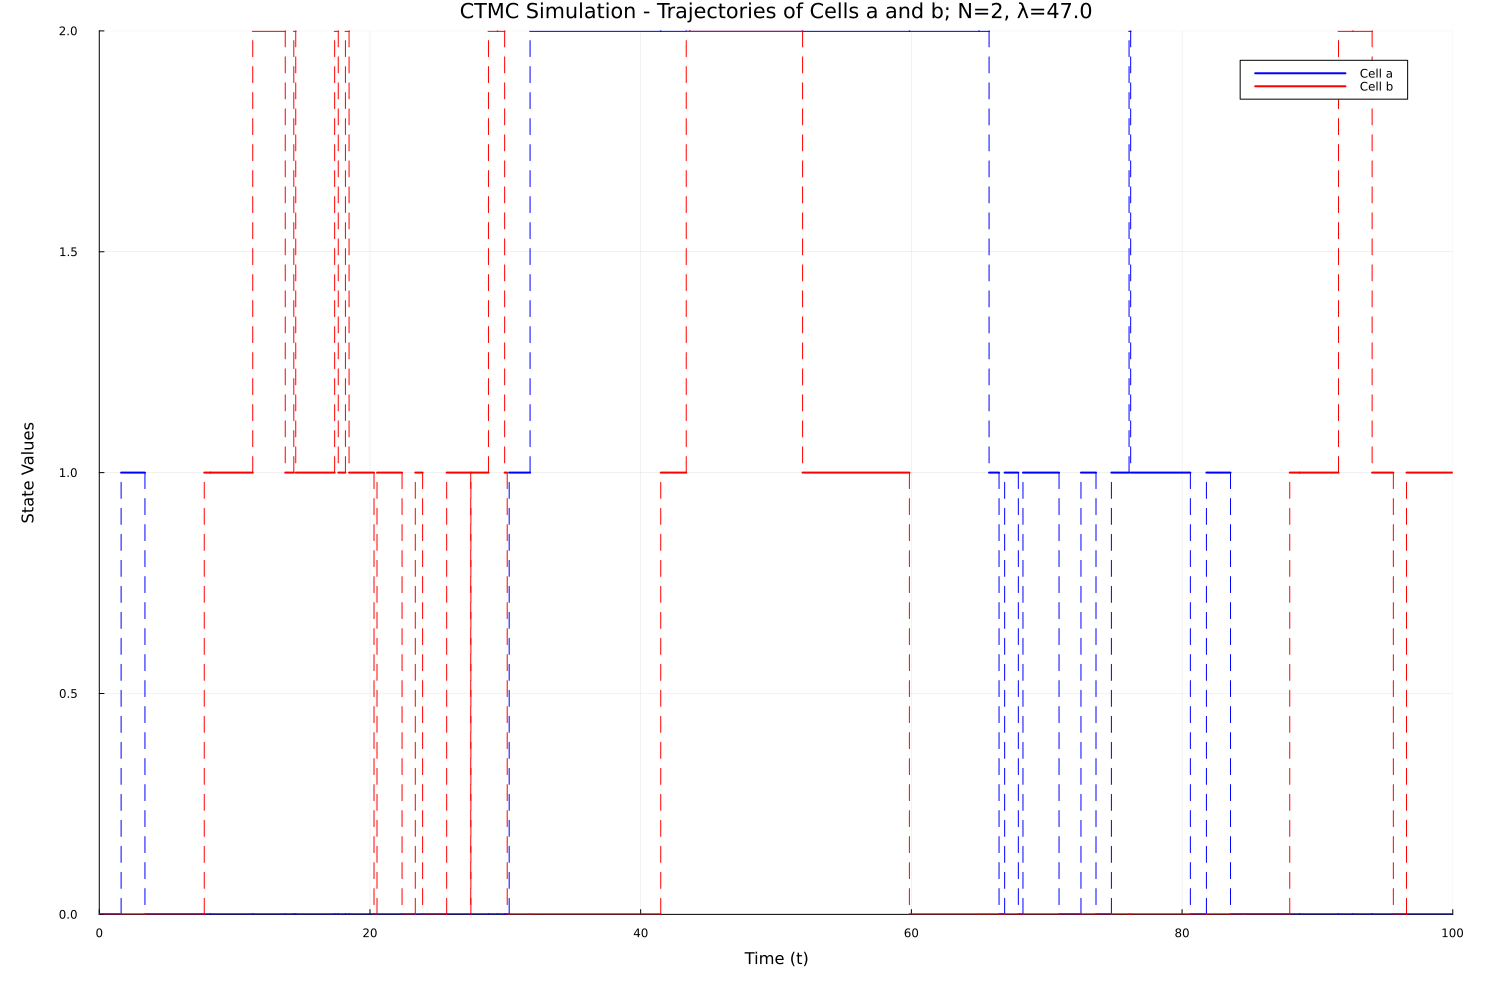 CTMC Simulation - Trajectories of Cells a and b; N=2, λ=47.0
2.0
Cell a
Cell b
1.5
1.0
State Values
0.5
0.0
0 20 40 60 80 100
Time (t)